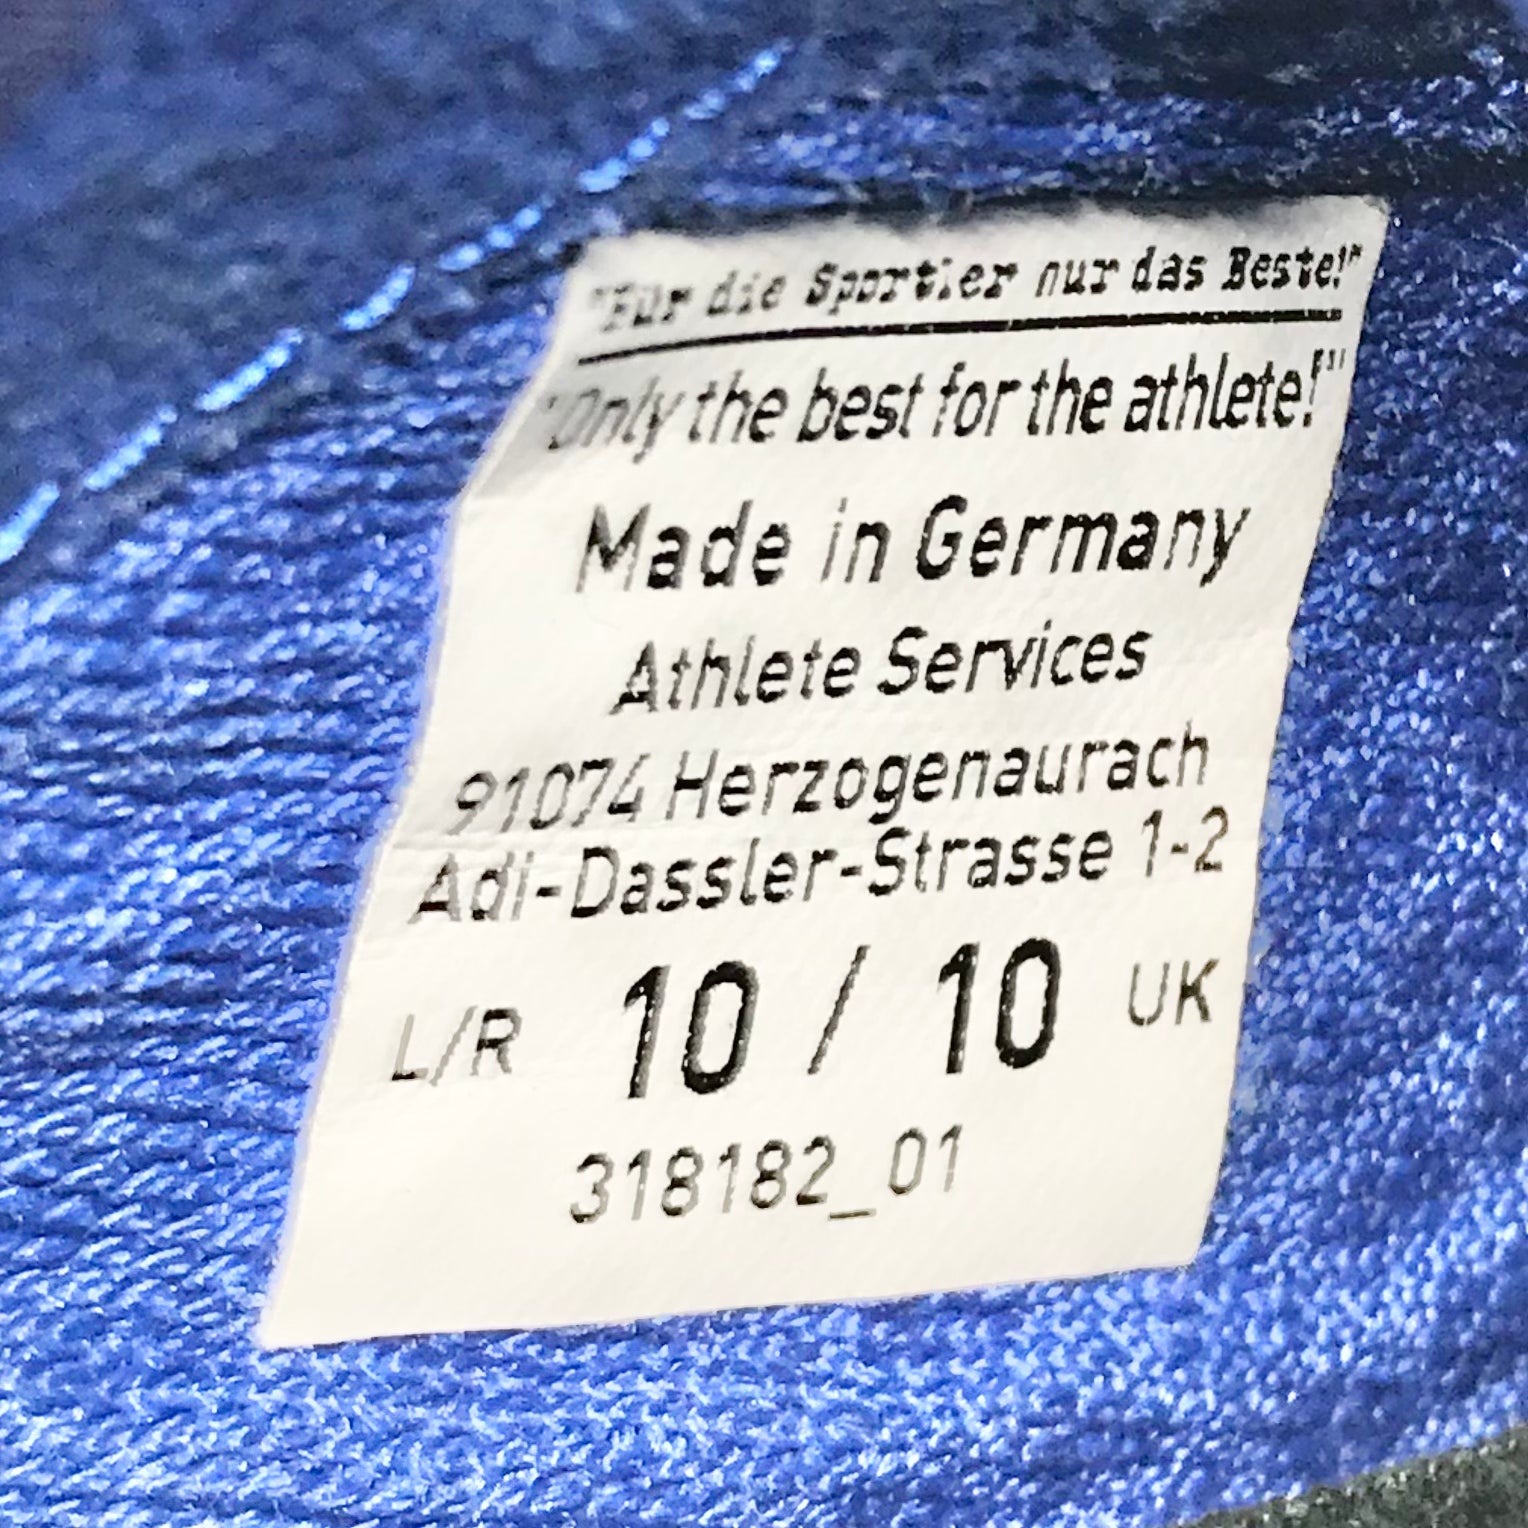 "Für die Sportler nur das Beste!"
"Only the best for the athlete!"
Made in Germany
Athlete Services
91074 Herzogenaurach
Adi-Dassler-Strasse 1-2
L/R 10 / 10 UK
318182_01